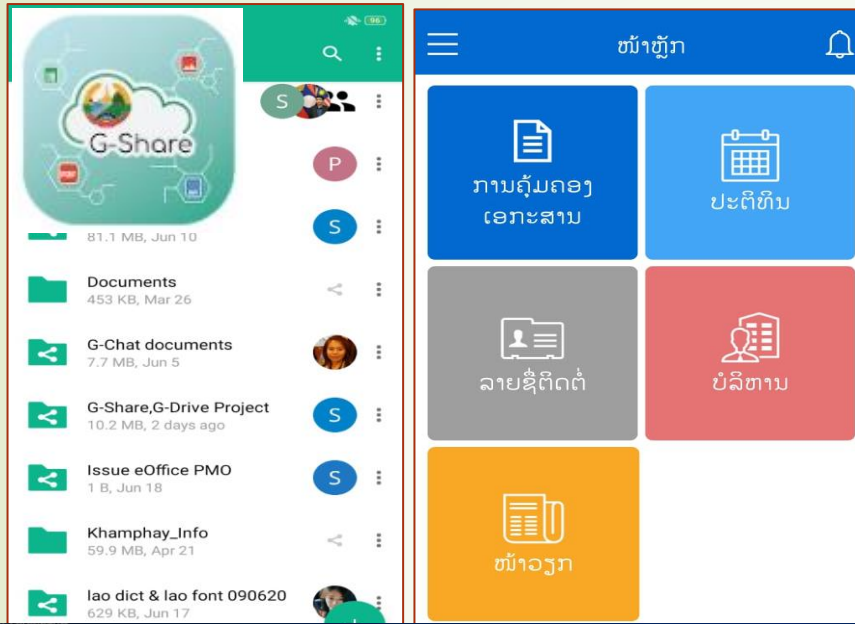 96
G-Share
S
P
S
81.1 MB, Jun 10
Documents
453 KB, Mar 26
G-Chat documents
7.7 MB, Jun 5
G-Share,G-Drive Project
S
10.2 MB, 2 days ago
Issue eOffice PMO
S
1 B, Jun 18
Khamphay_Info
59.9 MB, Apr 21
lao dict & lao font 090620
629 KB, Jun 17
ໜ້າຫຼັກ
ການຄຸ້ມຄອງ
ເອກະສານ
ປະຕິທິນ
ລາຍຊື່ຕິດຕໍ່
ບໍລິຫານ
ໜ້າວຽກ